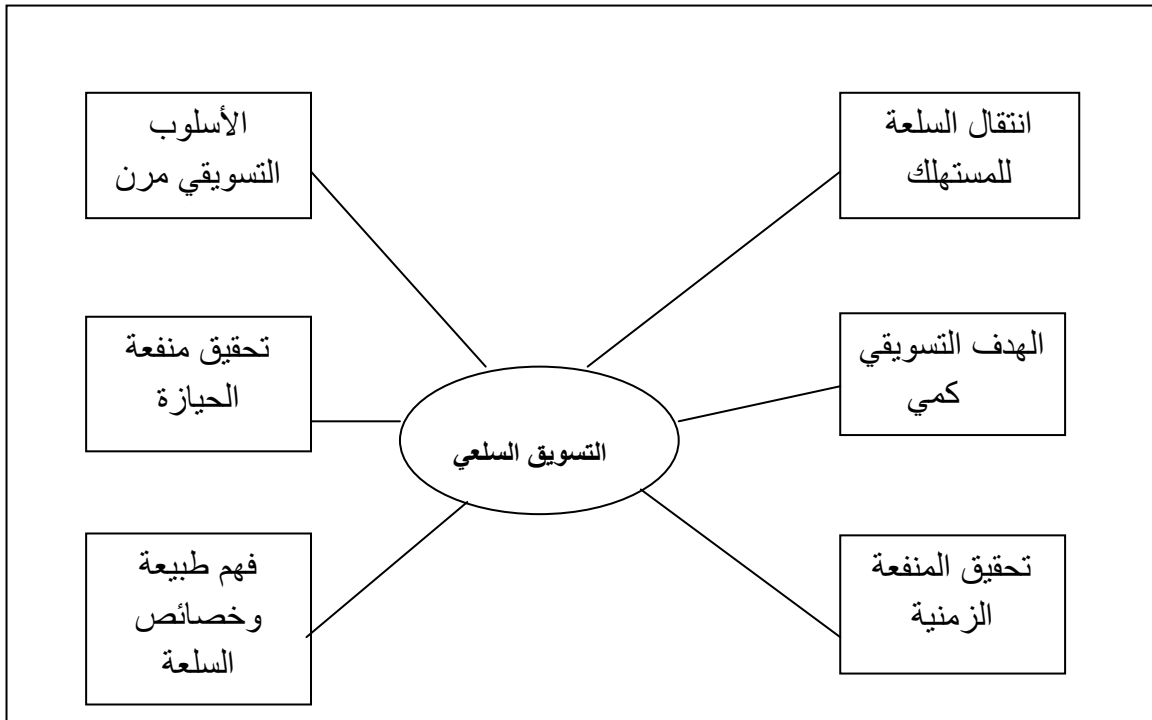 انتقال السلعة
للمستهلك
الأسلوب
التسويقي مرن
الهدف التسويقي
كمي
تحقيق منفعة
الحيازة
التسويق السلعي
تحقيق المنفعة
الزمنية
فهم طبيعة
وخصائص
السلعة